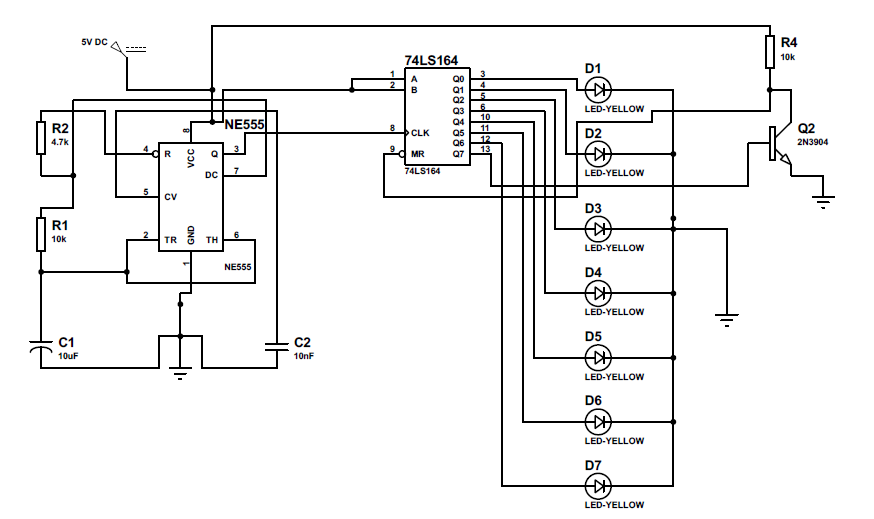 5V DC
R4
10k
74LS164
D1
1
A
Q0
3
2
B
Q1
4
LED-YELLOW
Q2
5
Q3
6
R2
4.7k
NE555
Q4
10
8
CLK
Q5
11
D2
Q2
2N3904
Q6
12
9
MR
Q7
13
74LS164
LED-YELLOW
8
VCC
4
R
Q
3
DC
7
5
CV
R1
10k
D3
2
TR
GND
TH
6
LED-YELLOW
1
NE555
D4
LED-YELLOW
C1
10uF
C2
10nF
D5
LED-YELLOW
D6
LED-YELLOW
D7
LED-YELLOW